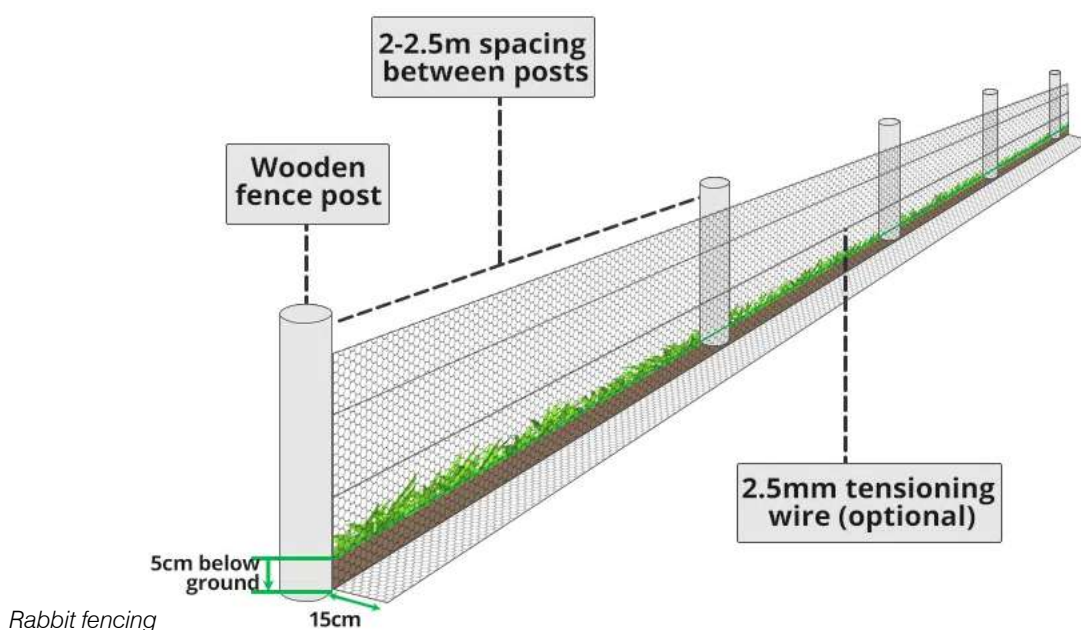 2-2.5m spacing
between posts
Wooden
fence post
2.5mm tensioning
wire (optional)
5cm below
ground
15cm
Rabbit fencing